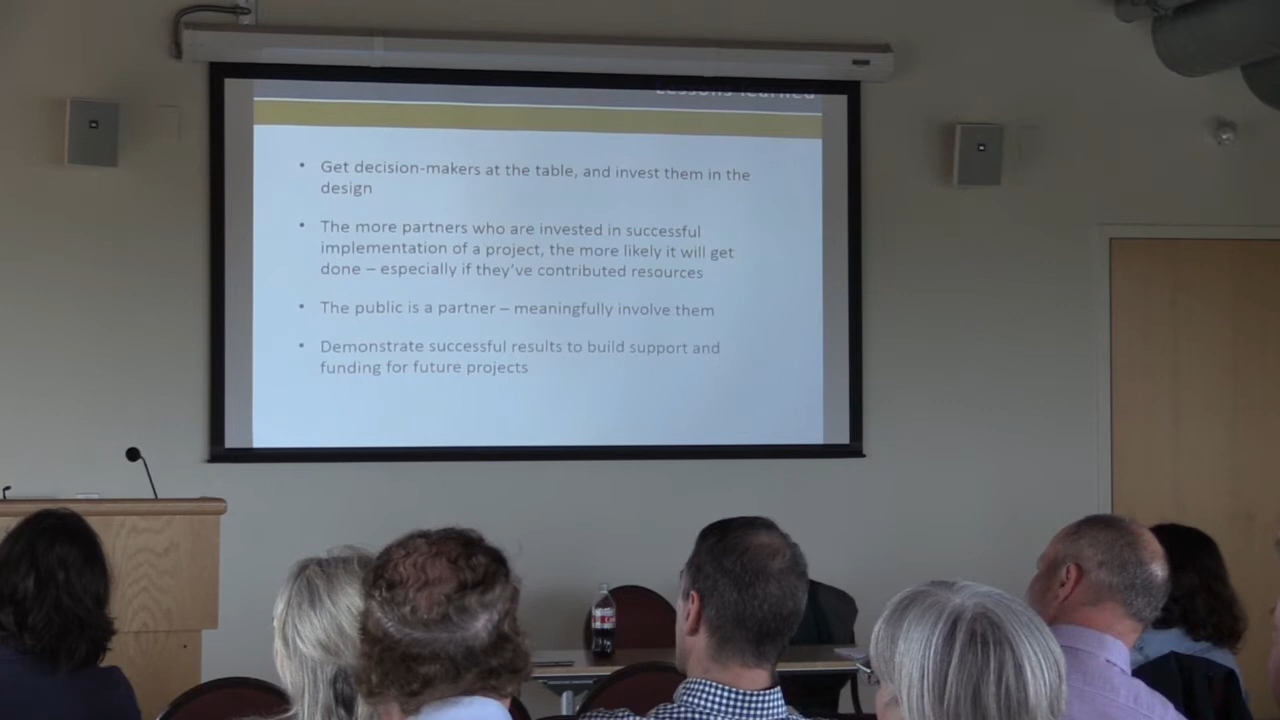 Lessons learned
• Get decision-makers at the table, and invest them in the
design
• The more partners who are invested in successful
implementation of a project, the more likely it will get
done – especially if they've contributed resources
• The public is a partner – meaningfully involve them
• Demonstrate successful results to build support and
funding for future projects